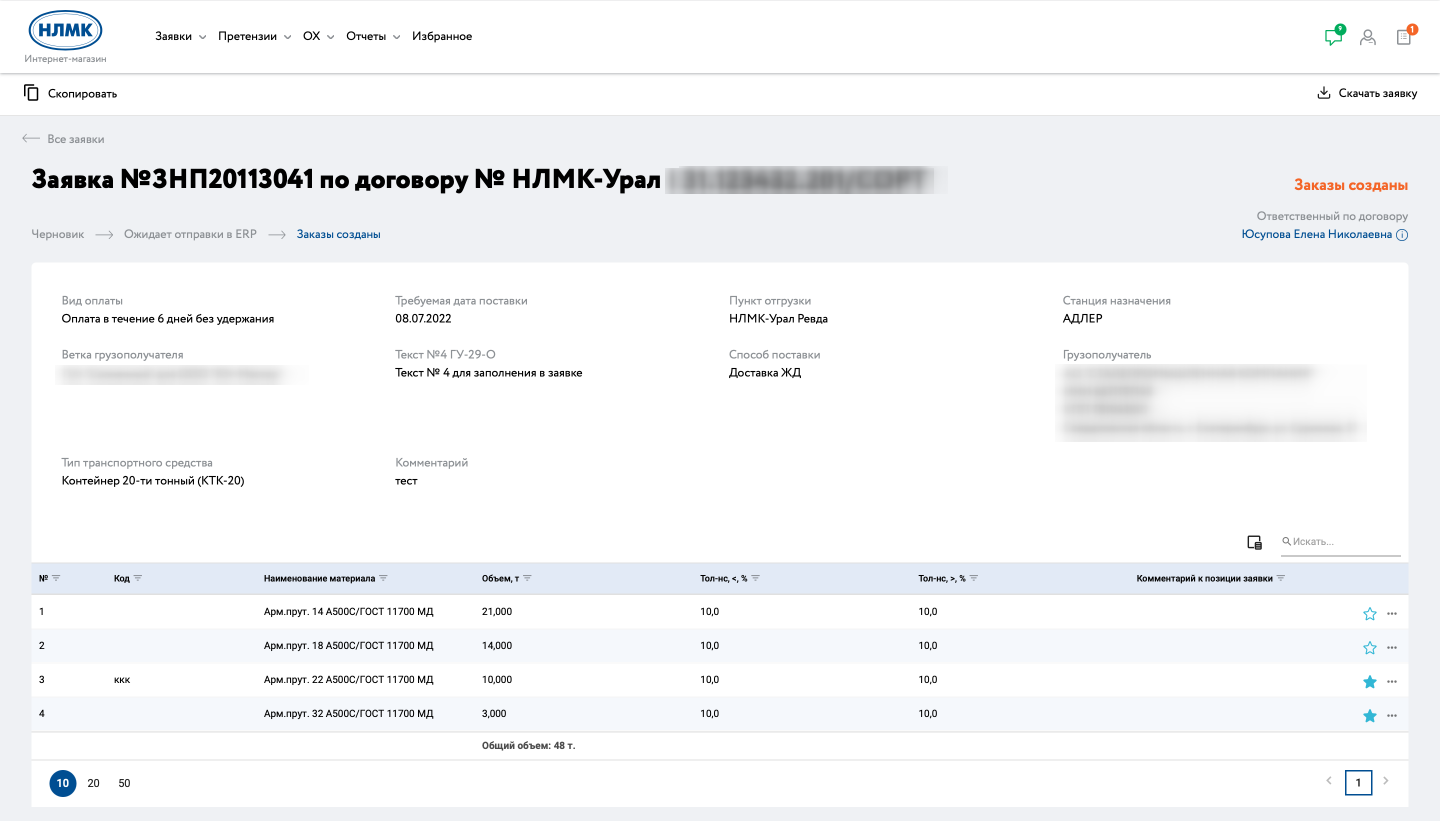 НЛМК
Интернет-магазин
Заявки Претензии ОХ Отчеты Избранное
9
1
Скопировать
Скачать заявку
Все заявки
Заявка №ЗНП20113041 по договору № НЛМК-Урал
Заказы созданы
Ответственный по договору
Юсупова Елена Николаевна
Черновик Ожидает отправки в ERP Заказы созданы
Вид оплаты Требуемая дата поставки Пункт отгрузки Станция назначения
Оплата в течение 6 дней без удержания 08.07.2022 НЛМК-Урал Ревда АДЛЕР
Ветка грузополучателя Текст №4 ГУ-29-О Способ поставки Грузополучатель
Текст № 4 для заполнения в заявке Доставка ЖД
Тип транспортного средства Комментарий
Контейнер 20-ти тонный (КТК-20) тест
Искать...
№ Код Наименование материала Объем, т Тол-нс, <, % Тол-нс, >, % Комментарий к позиции заявки
1 Арм.прут. 14 А500С/ГОСТ 11700 МД 21,000 10,0 10,0
2 Арм.прут. 18 А500С/ГОСТ 11700 МД 14,000 10,0 10,0
3 ккк Арм.прут. 22 А500С/ГОСТ 11700 МД 10,000 10,0 10,0
4 Арм.прут. 32 А500С/ГОСТ 11700 МД 3,000 10,0 10,0
Общий объем: 48 т.
10 20 50
1